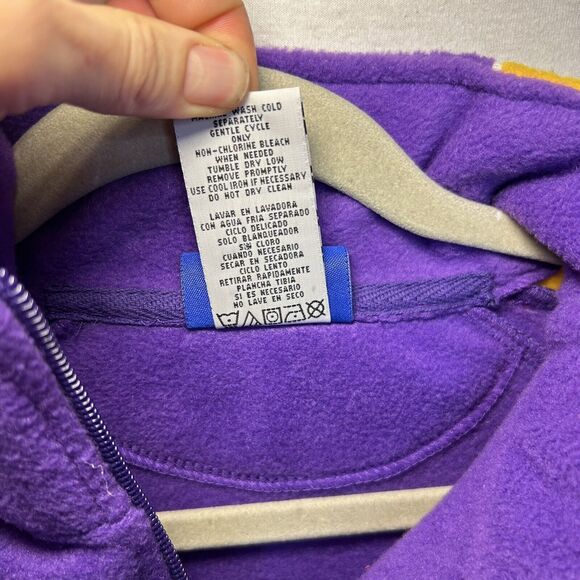 MACHINE WASH COLD
SEPARATELY
GENTLE CYCLE
ONLY
NON-CHLORINE BLEACH
WHEN NEEDED
TUMBLE DRY LOW
REMOVE PROMPTLY
USE COOL IRON IF NECESSARY
DO NOT DRY CLEAN
LAVAR EN LAVADORA
CON AGUA FRIA SEPARADO
CICLO DELICADO
SOLO BLANQUEADOR
SIN CLORO
CUANDO NECESARIO
SECAR EN SECADORA
CICLO LENTO
RETIRAR RAPIDAMENTE
PLANCHA TIBIA
SI ES NECESARIO
NO LAVE EN SECO